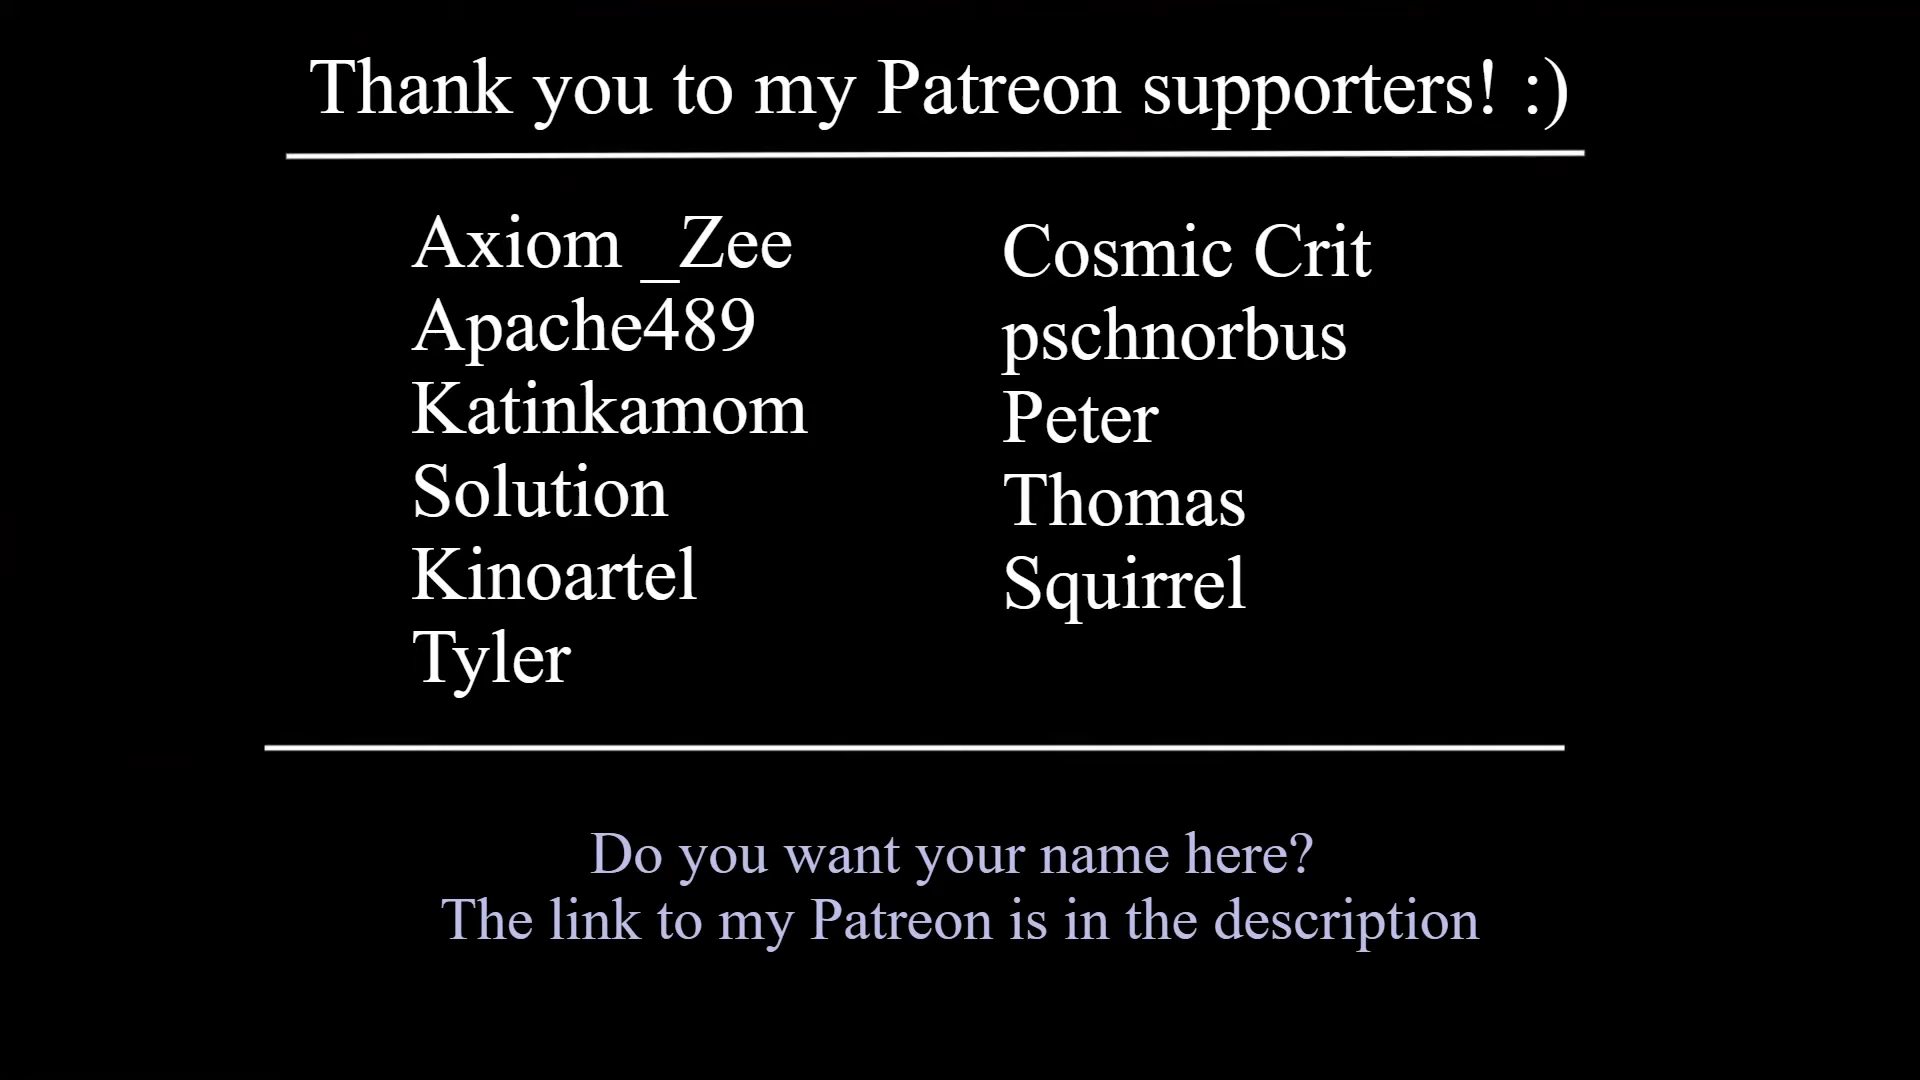 Thank you to my Patreon supporters! :)
Axiom _Zee
Apache489
Katinkamom
Solution
Kinoartel
Tyler
Cosmic Crit
pschnorbus
Peter
Thomas
Squirrel
Do you want your name here?
The link to my Patreon is in the description